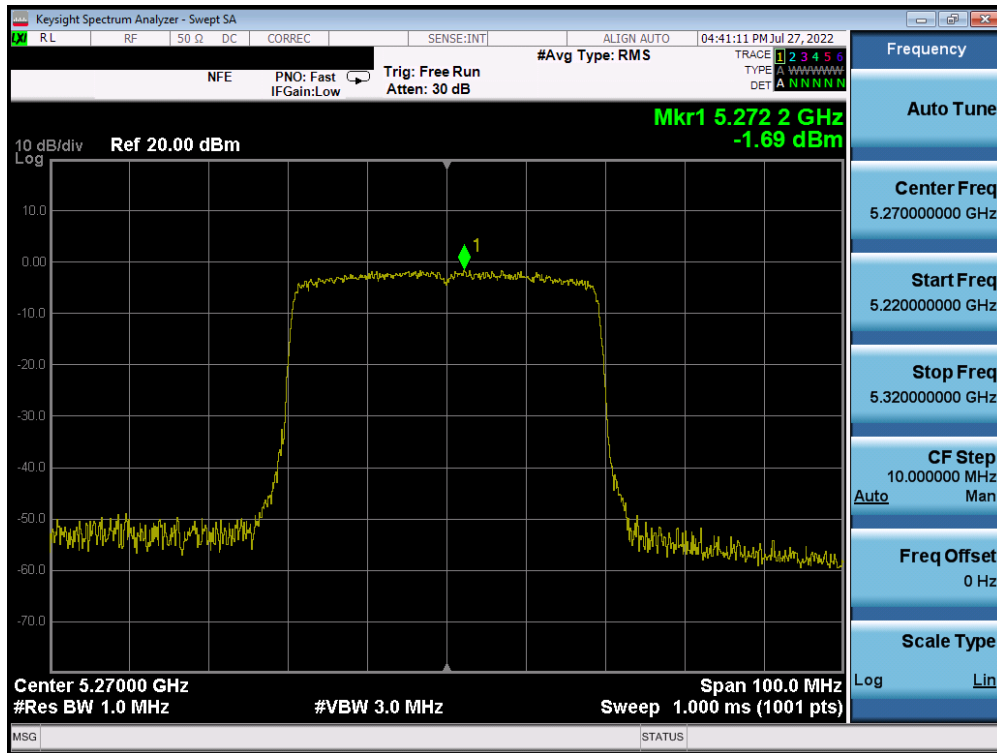 Keysight Spectrum Analyzer - Swept SA
LXI RL RF 50 Ω DC CORREC SENSE:INT ALIGN AUTO 04:41:11 PM Jul 27, 2022
#Avg Type: RMS
TRACE 1 2 3 4 5 6
TYPE A WWWWW
DET A N N N N N
NFE
PNO: Fast
IFGain:Low
Trig: Free Run
Atten: 30 dB
Mkr1 5.272 2 GHz
-1.69 dBm
10 dB/div
Log
Ref 20.00 dBm
1
10.0
0.00
-10.0
-20.0
-30.0
-40.0
-50.0
-60.0
-70.0
Center 5.27000 GHz
Span 100.0 MHz
#Res BW 1.0 MHz
#VBW 3.0 MHz
Sweep 1.000 ms (1001 pts)
MSG
STATUS
Frequency
Auto Tune
Center Freq
5.270000000 GHz
Start Freq
5.220000000 GHz
Stop Freq
5.320000000 GHz
CF Step
10.000000 MHz
Auto Man
Freq Offset
0 Hz
Scale Type
Log Lin